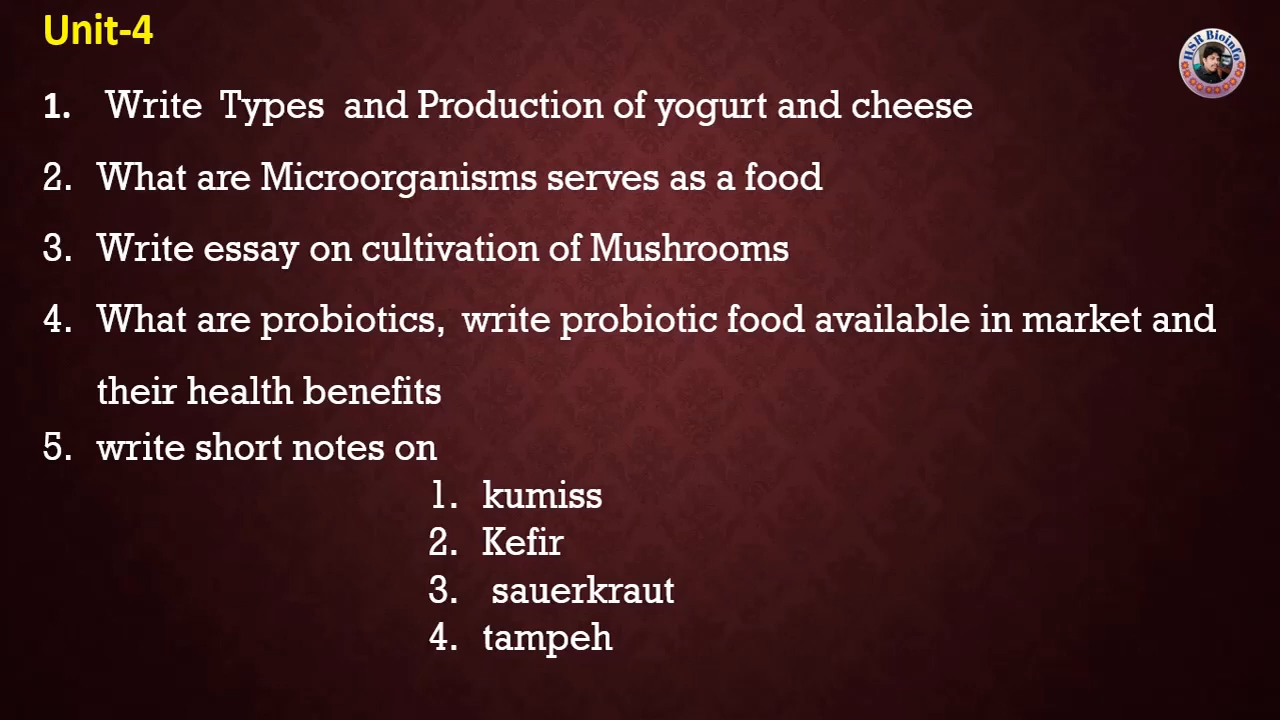 Unit-4
HSR Bioinfo
1. Write Types and Production of yogurt and cheese
2. What are Microorganisms serves as a food
3. Write essay on cultivation of Mushrooms
4. What are probiotics, write probiotic food available in market and
their health benefits
5. write short notes on
1. kumiss
2. Kefir
3. sauerkraut
4. tampeh